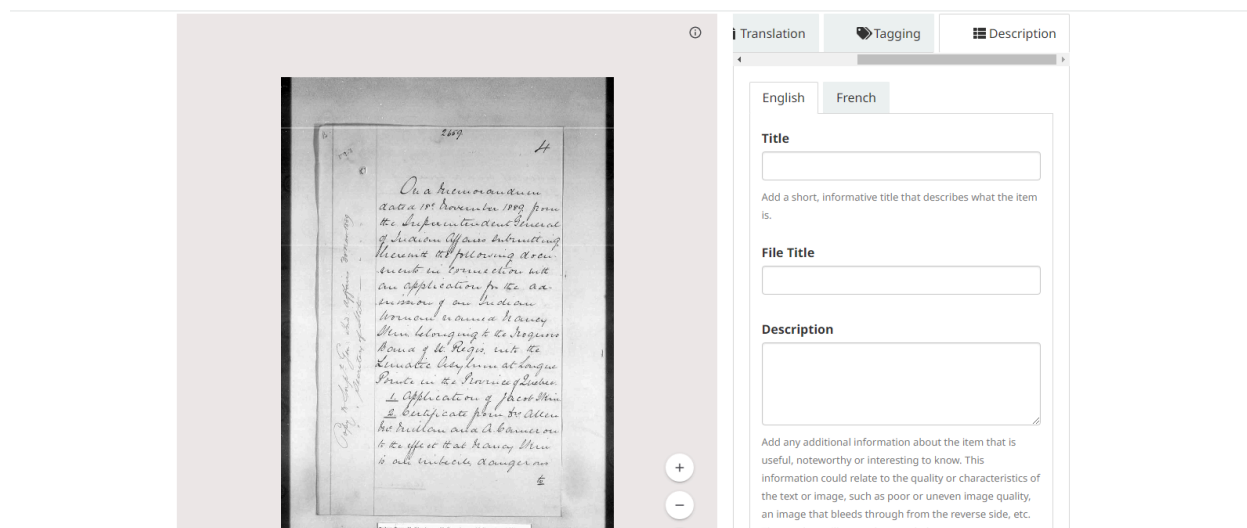 Translation
Tagging
Description
English
French
Title
Add a short, informative title that describes what the item
is.
File Title
Description
Add any additional information about the item that is
useful, noteworthy or interesting to know. This
information could relate to the quality or characteristics of
the text or image, such as poor or uneven image quality,
an image that bleeds through from the reverse side, etc.
2669
4
On a Memorandum
dated 18th November 1889 from
the Superintendent General
of Indian Affairs submitting
therewith the following docu-
ments in connection with
an application for the ad-
mission of an Indian
Woman named Nancy
belonging to the Iroquois
Band of St. Regis, into the
Lunatic Asylum at Longue
Pointe in the Province of Quebec.
1. Application of Jacob
2. Certificate from Drs Allen
McMillan and A. Cameron
to the effect that Nancy
is an imbecile dangerous
to